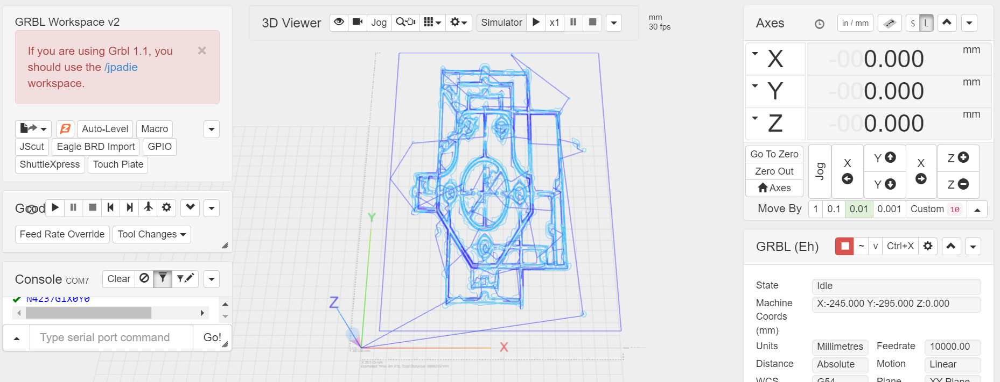 GRBL Workspace v2
If you are using Grbl 1.1, you
should use the /jpadie
workspace.
×
Auto-Level
Macro
JScut
Eagle BRD Import
GPIO
ShuttleXpress
Touch Plate
Good
Feed Rate Override
Tool Changes
Console COM7
Clear
N4237G1X0Y0
Type serial port command
Go!
3D Viewer
Jog
Simulator
x1
mm
30 fps
Y
Z
X
Axes
in / mm
S
L
X
-000.000
mm
Y
-000.000
mm
Z
-000.000
mm
Go To Zero
Zero Out
Axes
Jog
X
Y
Y
X
Z
Z
Move By
1
0.1
0.01
0.001
Custom 10
GRBL (Eh)
~
v
Ctrl+X
State
Idle
Machine
Coords
(mm)
X:-245.000 Y:-295.000 Z:0.000
Units
Millimetres
Feedrate
10000.00
Distance
Absolute
Motion
Linear
WCS
G54
Plane
XY Plane